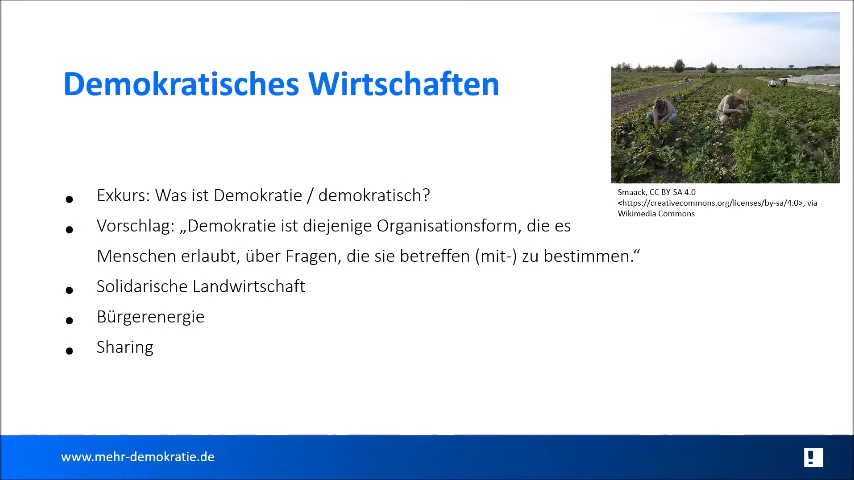 Demokratisches Wirtschaften
Smaack, CC BY SA 4.0
<https://creativecommons.org/licenses/by-sa/4.0>, via
Wikimedia Commons
• Exkurs: Was ist Demokratie / demokratisch?
• Vorschlag: „Demokratie ist diejenige Organisationsform, die es
Menschen erlaubt, über Fragen, die sie betreffen (mit-) zu bestimmen.“
• Solidarische Landwirtschaft
• Bürgerenergie
• Sharing
www.mehr-demokratie.de